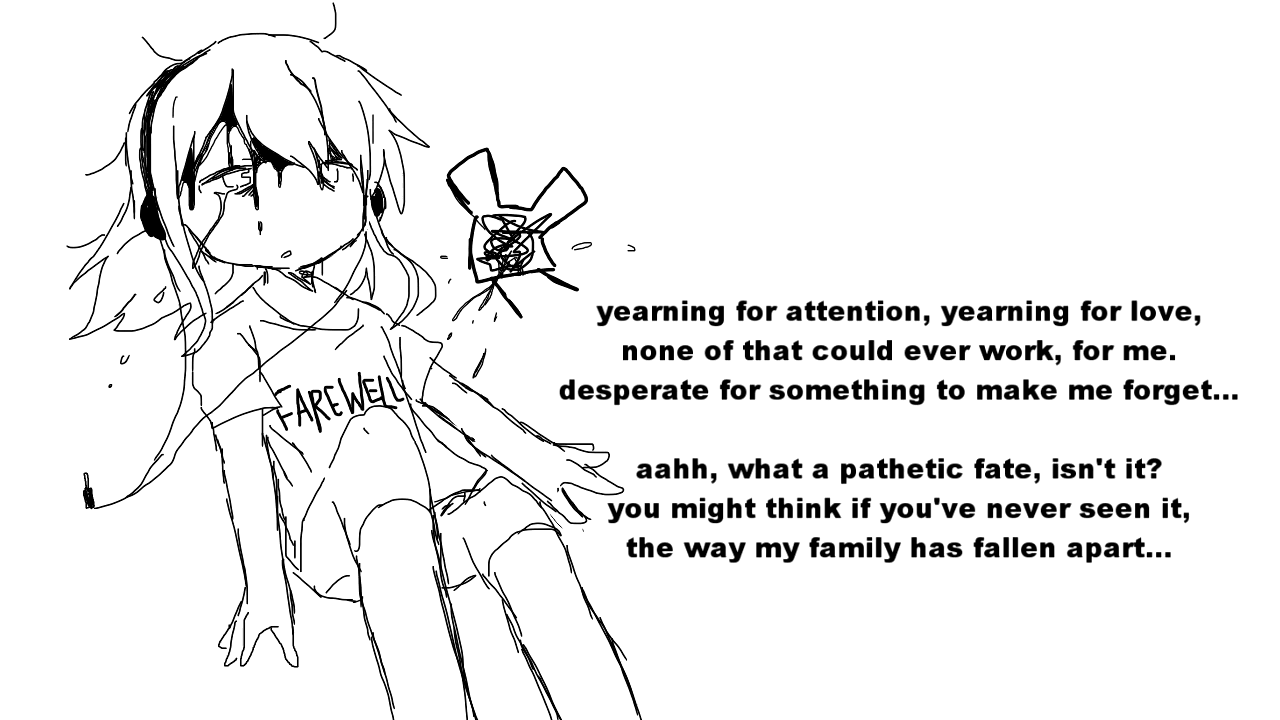 FAREWELL
yearning for attention, yearning for love,
none of that could ever work, for me.
desperate for something to make me forget...
aahh, what a pathetic fate, isn't it?
you might think if you've never seen it,
the way my family has fallen apart...